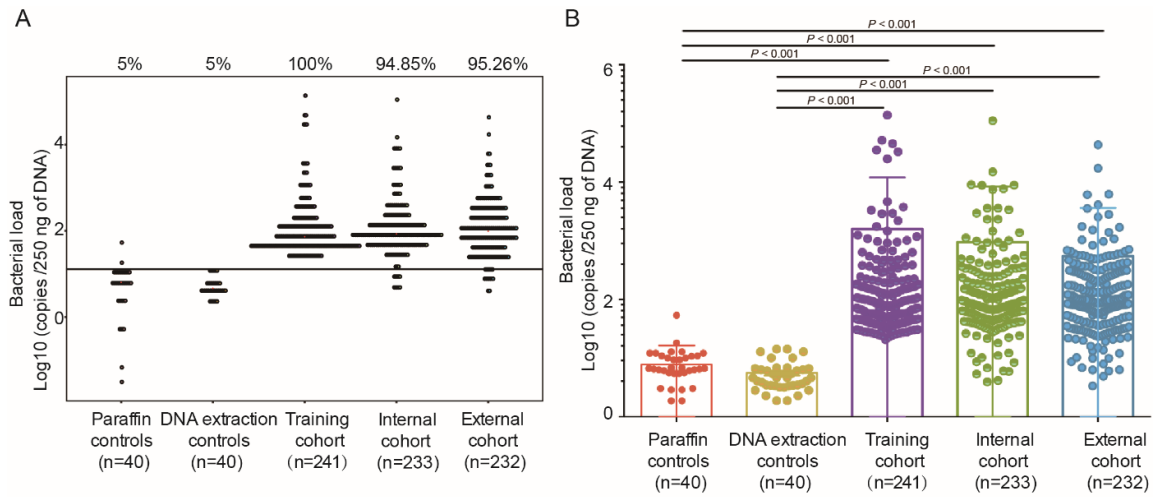 A
5% 5% 100% 94.85% 95.26%
Bacterial load
Log10 (copies /250 ng of DNA)
4
2
0
Paraffin controls (n=40)
DNA extraction controls (n=40)
Training cohort (n=241)
Internal cohort (n=233)
External cohort (n=232)
B
P < 0.001
P < 0.001
P < 0.001
P < 0.001
P < 0.001
P < 0.001
Bacterial load
Log10 (copies /250 ng of DNA)
6
4
2
0
Paraffin controls (n=40)
DNA extraction controls (n=40)
Training cohort (n=241)
Internal cohort (n=233)
External cohort (n=232)